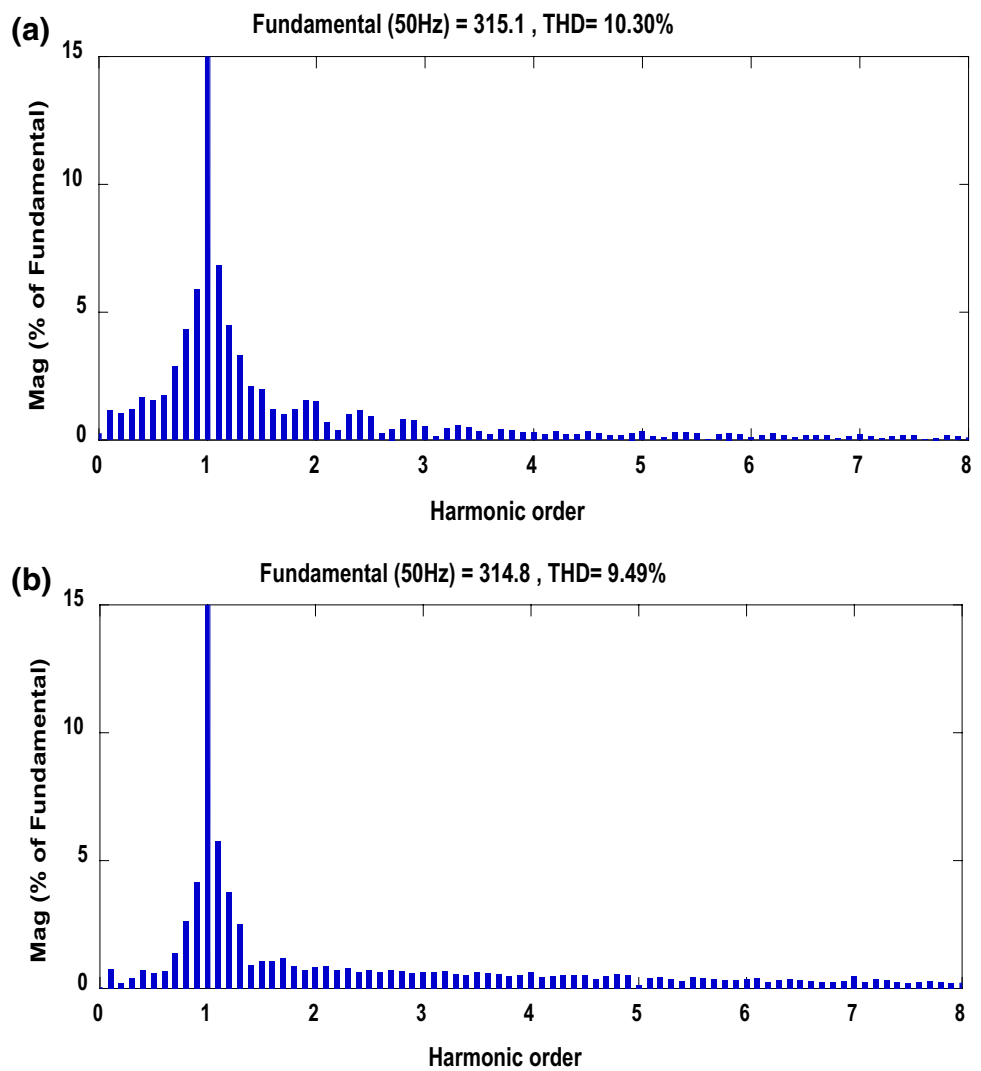 (a)
Fundamental (50Hz) = 315.1 , THD= 10.30%
Mag (% of Fundamental)
15
10
5
0
0 1 2 3 4 5 6 7 8
Harmonic order
(b)
Fundamental (50Hz) = 314.8 , THD= 9.49%
Mag (% of Fundamental)
15
10
5
0
0 1 2 3 4 5 6 7 8
Harmonic order